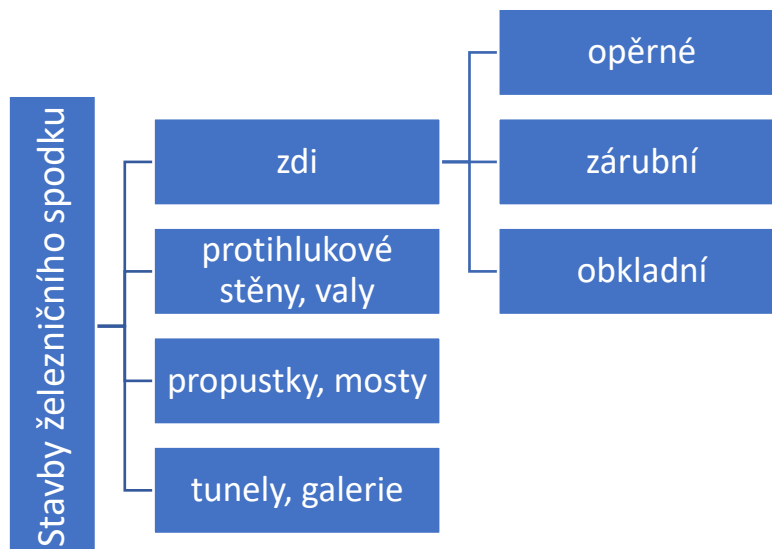 Stavby železničního spodku
zdi
protihlukové
stěny, valy
propustky, mosty
tunely, galerie
opěrné
zárubní
obkladní